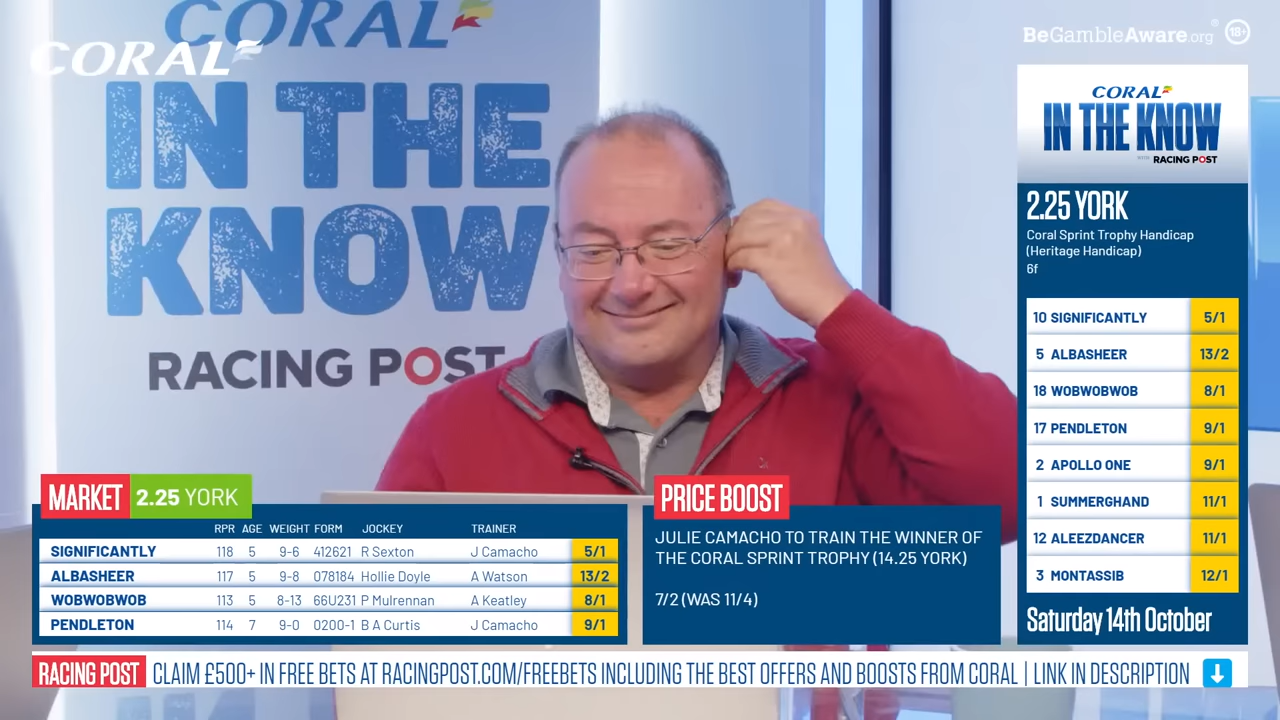 CORAL
CORAL
IN THE
KNOW
RACING POST
BeGambleAware.org
18+
CORAL
IN THE KNOW
WITH RACING POST
2.25 YORK
Coral Sprint Trophy Handicap
(Heritage Handicap)
6f
10 SIGNIFICANTLY 5/1
5 ALBASHEER 13/2
18 WOBWOBWOB 8/1
17 PENDLETON 9/1
2 APOLLO ONE 9/1
1 SUMMERGHAND 11/1
12 ALEEZDANCER 11/1
3 MONTASSIB 12/1
Saturday 14th October
MARKET 2.25 YORK
RPR AGE WEIGHT FORM JOCKEY TRAINER
SIGNIFICANTLY 118 5 9-6 412621 R Sexton J Camacho 5/1
ALBASHEER 117 5 9-8 078184 Hollie Doyle A Watson 13/2
WOBWOBWOB 113 5 8-13 66U231 P Mulrennan A Keatley 8/1
PENDLETON 114 7 9-0 0200-1 B A Curtis J Camacho 9/1
PRICE BOOST
JULIE CAMACHO TO TRAIN THE WINNER OF
THE CORAL SPRINT TROPHY (14.25 YORK)
7/2 (WAS 11/4)
RACING POST CLAIM £500+ IN FREE BETS AT RACINGPOST.COM/FREEBETS INCLUDING THE BEST OFFERS AND BOOSTS FROM CORAL | LINK IN DESCRIPTION